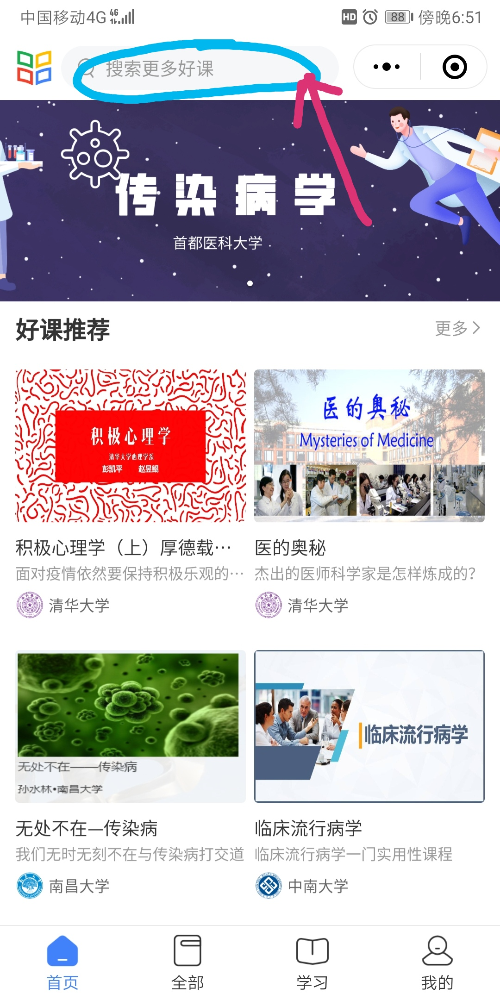 中国移动4G 4G HD 88 傍晚6:51
搜索更多好课
传染病学
首都医科大学
好课推荐 更多
积极心理学
清华大学心理学系
彭凯平 赵昱鲲
医的奥秘
Mysteries of Medicine
积极心理学（上）厚德载…
面对疫情依然要保持积极乐观的…
清华大学
医的奥秘
杰出的医师科学家是怎样炼成的？
清华大学
无处不在——传染病
孙水林•南昌大学
临床流行病学
无处不在—传染病
我们无时无刻不在与传染病打交道
南昌大学
临床流行病学
临床流行病学一门实用性课程
中南大学
首页 全部 学习 我的